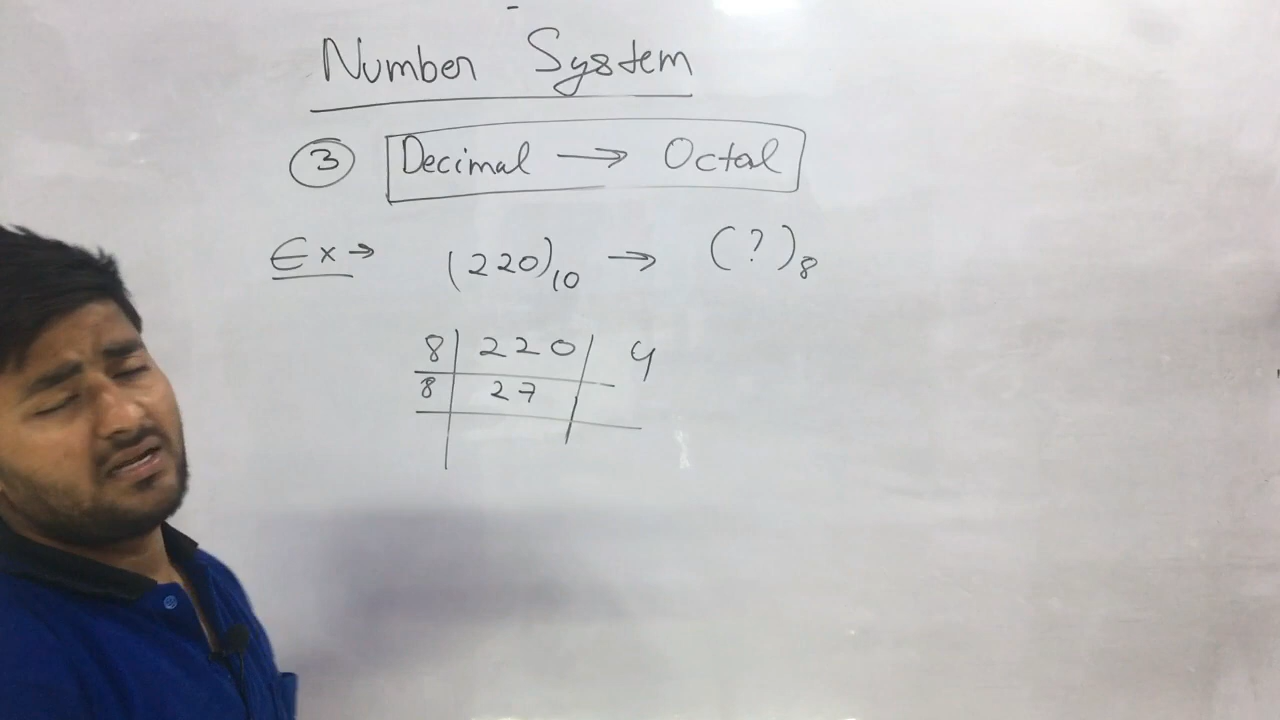 Number System
3 Decimal → Octal
Ex → (220)10 → (?)8
8 220 4
8 27